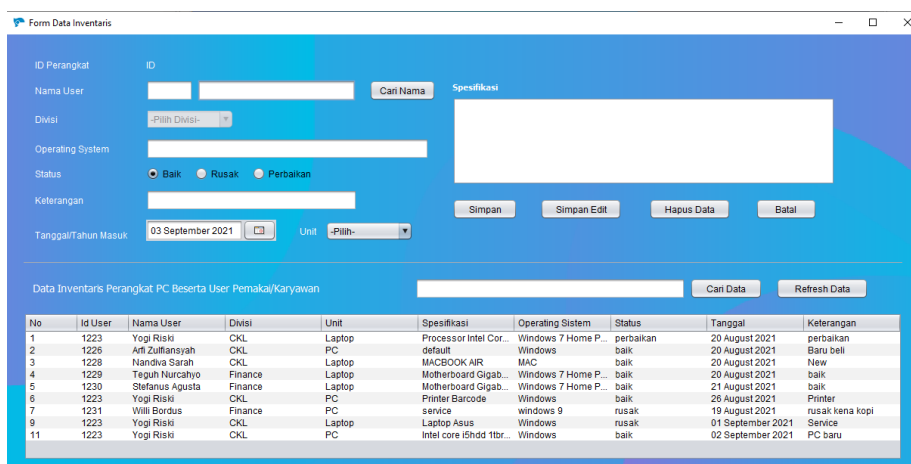 Form Data Inventaris
ID Perangkat ID
Nama User Cari Nama
Spesifikasi
Divisi -Pilih Divisi-
Operating System
Status Baik Rusak Perbaikan
Keterangan
Simpan Simpan Edit Hapus Data Batal
Tanggal/Tahun Masuk 03 September 2021 Unit -Pilih-
Data Inventaris Perangkat PC Beserta User Pemakai/Karyawan Cari Data Refresh Data
No Id User Nama User Divisi Unit Spesifikasi Operating Sistem Status Tanggal Keterangan
1 1223 Yogi Riski CKL Laptop Processor Intel Cor... Windows 7 Home P... perbaikan 20 August 2021 perbaikan
2 1226 Arfi Zulfiansyah CKL PC default Windows baik 20 August 2021 Baru beli
3 1228 Nandiva Sarah CKL Laptop MACBOOK AIR MAC baik 20 August 2021 New
4 1229 Teguh Nurcahyo Finance Laptop Motherboard Gigab... Windows 7 Home P... baik 20 August 2021 baik
5 1230 Stefanus Agusta Finance Laptop Motherboard Gigab... Windows 7 Home P... baik 21 August 2021 baik
6 1223 Yogi Riski CKL PC Printer Barcode Windows baik 26 August 2021 Printer
7 1231 Willi Bordus Finance PC service windows 9 rusak 19 August 2021 rusak kena kopi
9 1223 Yogi Riski CKL Laptop Laptop Asus Windows rusak 01 September 2021 Service
11 1223 Yogi Riski CKL PC Intel core i5hdd 1tbr... Windows baik 02 September 2021 PC baru